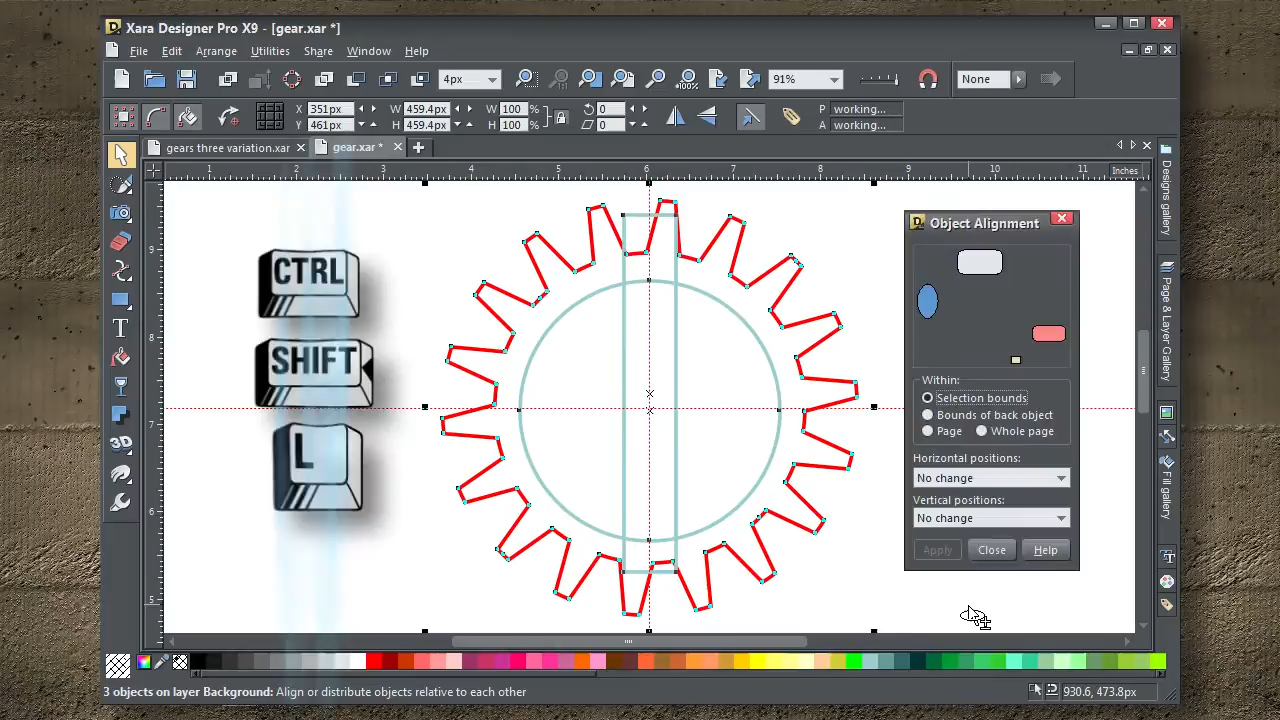 Xara Designer Pro X9 - [gear.xar *]
File Edit Arrange Utilities Share Window Help
4px 91% None
X 351px W 459.4px W 100 % 0 P working...
Y 461px H 459.4px H 100 0 A working...
gears three variation.xar gear.xar *
1 2 3 4 5 6 7 8 9 10 11 Inches
9
8
7
6
5
CTRL
SHIFT
L
Object Alignment
Within:
Selection bounds
Bounds of back object
Page Whole page
Horizontal positions:
No change
Vertical positions:
No change
Apply Close Help
Designs gallery
Page & Layer Gallery
Fill gallery
T
3D
100%
3 objects on layer Background: Align or distribute objects relative to each other
930.6, 473.8px